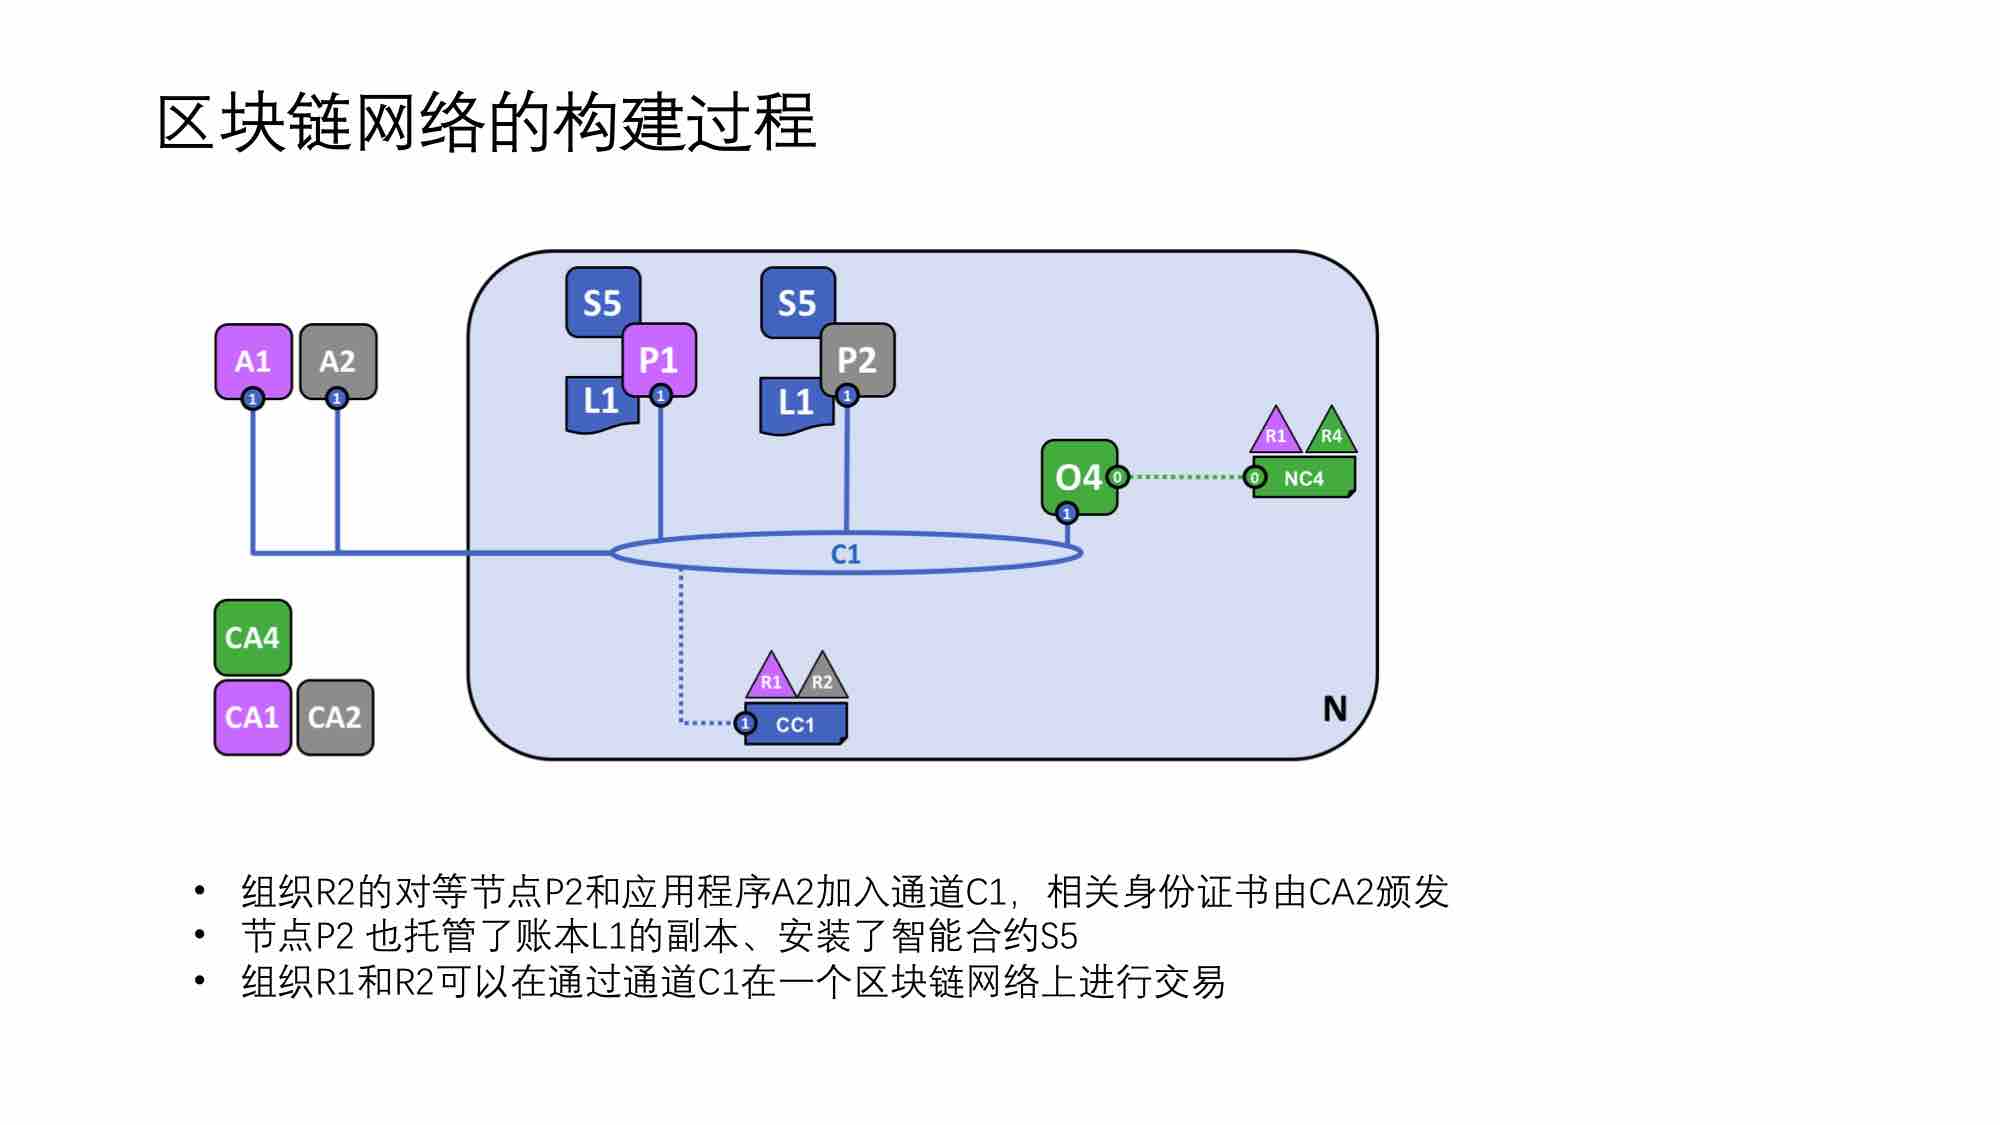 区块链网络的构建过程
S5 S5
A1 A2 P1 P2
1 1 L1 1 L1 1
R1 R4
O4 0 0 NC4
1
C1
CA4
R1 R2
CA1 CA2 1 CC1 N
• 组织R2的对等节点P2和应用程序A2加入通道C1，相关身份证书由CA2颁发
• 节点P2 也托管了账本L1的副本、安装了智能合约S5
• 组织R1和R2可以在通过通道C1在一个区块链网络上进行交易